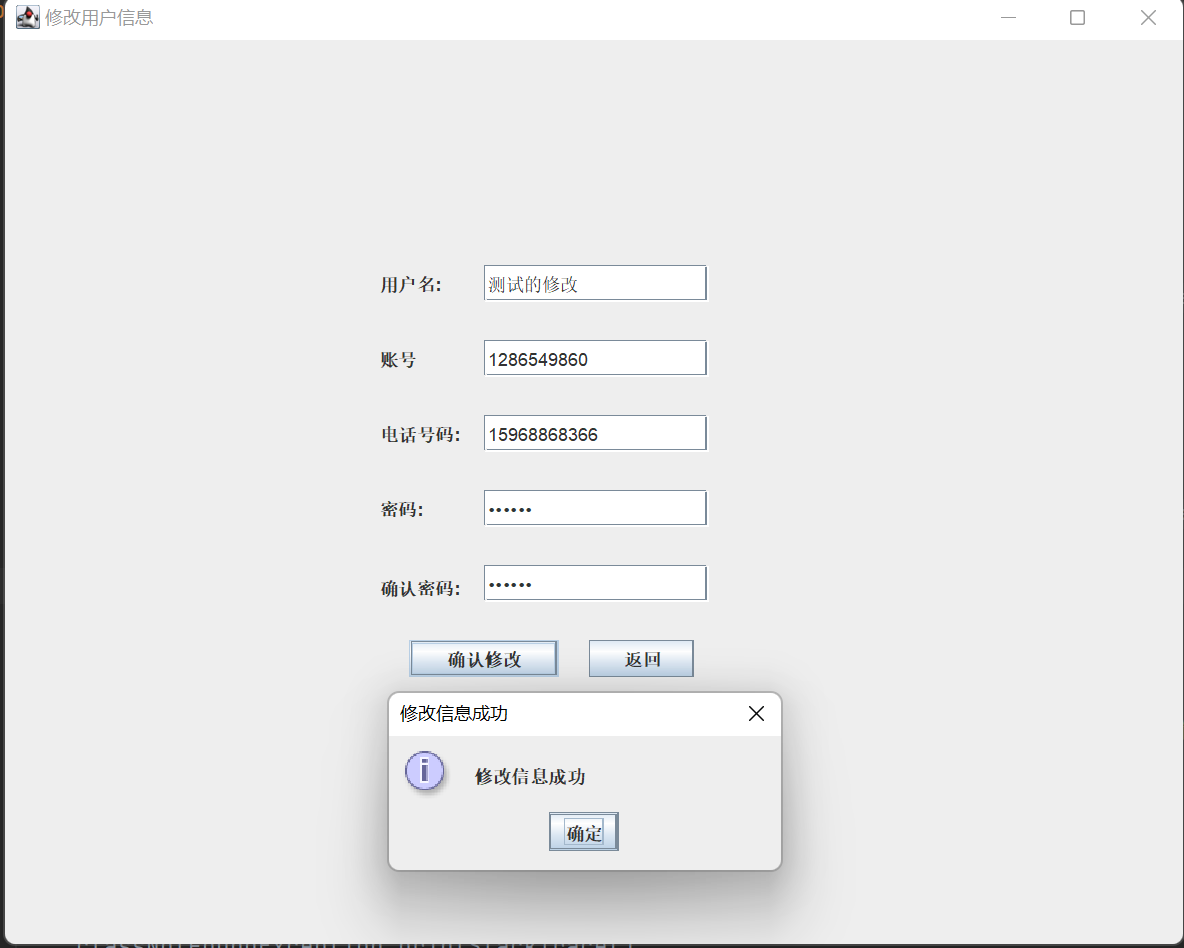 修改用户信息
用户名:
测试的修改
账号
1286549860
电话号码:
15968868366
密码:
••••••
确认密码:
••••••
确认修改
返回
修改信息成功
修改信息成功
确定